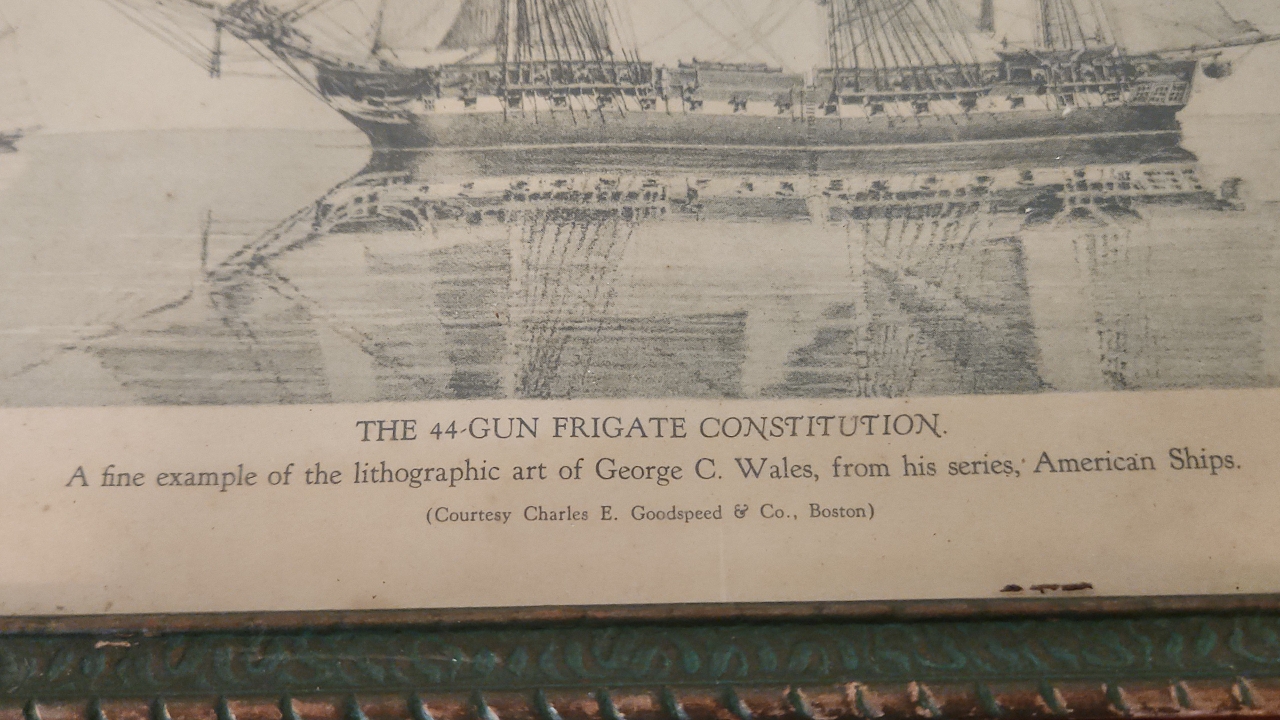 THE 44-GUN FRIGATE CONSTITUTION.
A fine example of the lithographic art of George C. Wales, from his series, American Ships.
(Courtesy Charles E. Goodspeed & Co., Boston)